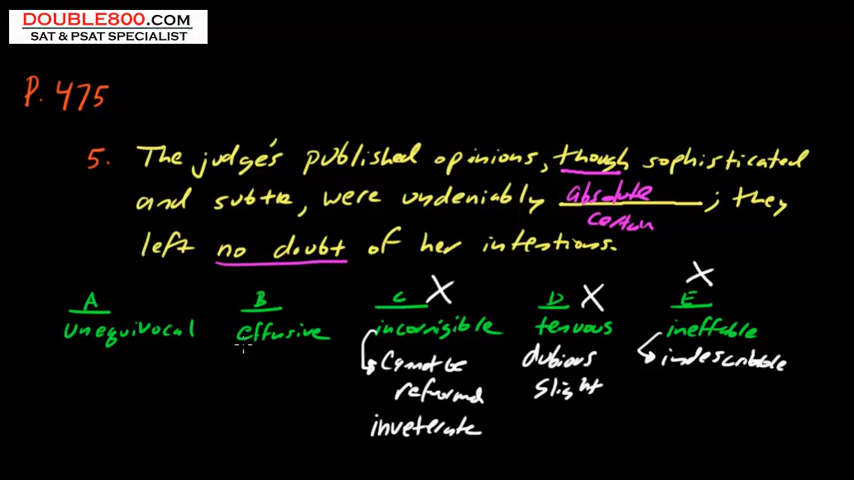 DOUBLE800.COM
SAT & PSAT SPECIALIST
P. 475
5. The judge's published opinions, though sophisticated
and subtle, were undeniably absolute ; they
certain
left no doubt of her intentions.
A B C X D X E X
unequivocal effusive incorrigible tenuous ineffable
cannot be dubious indescribable
reformed slight
inveterate